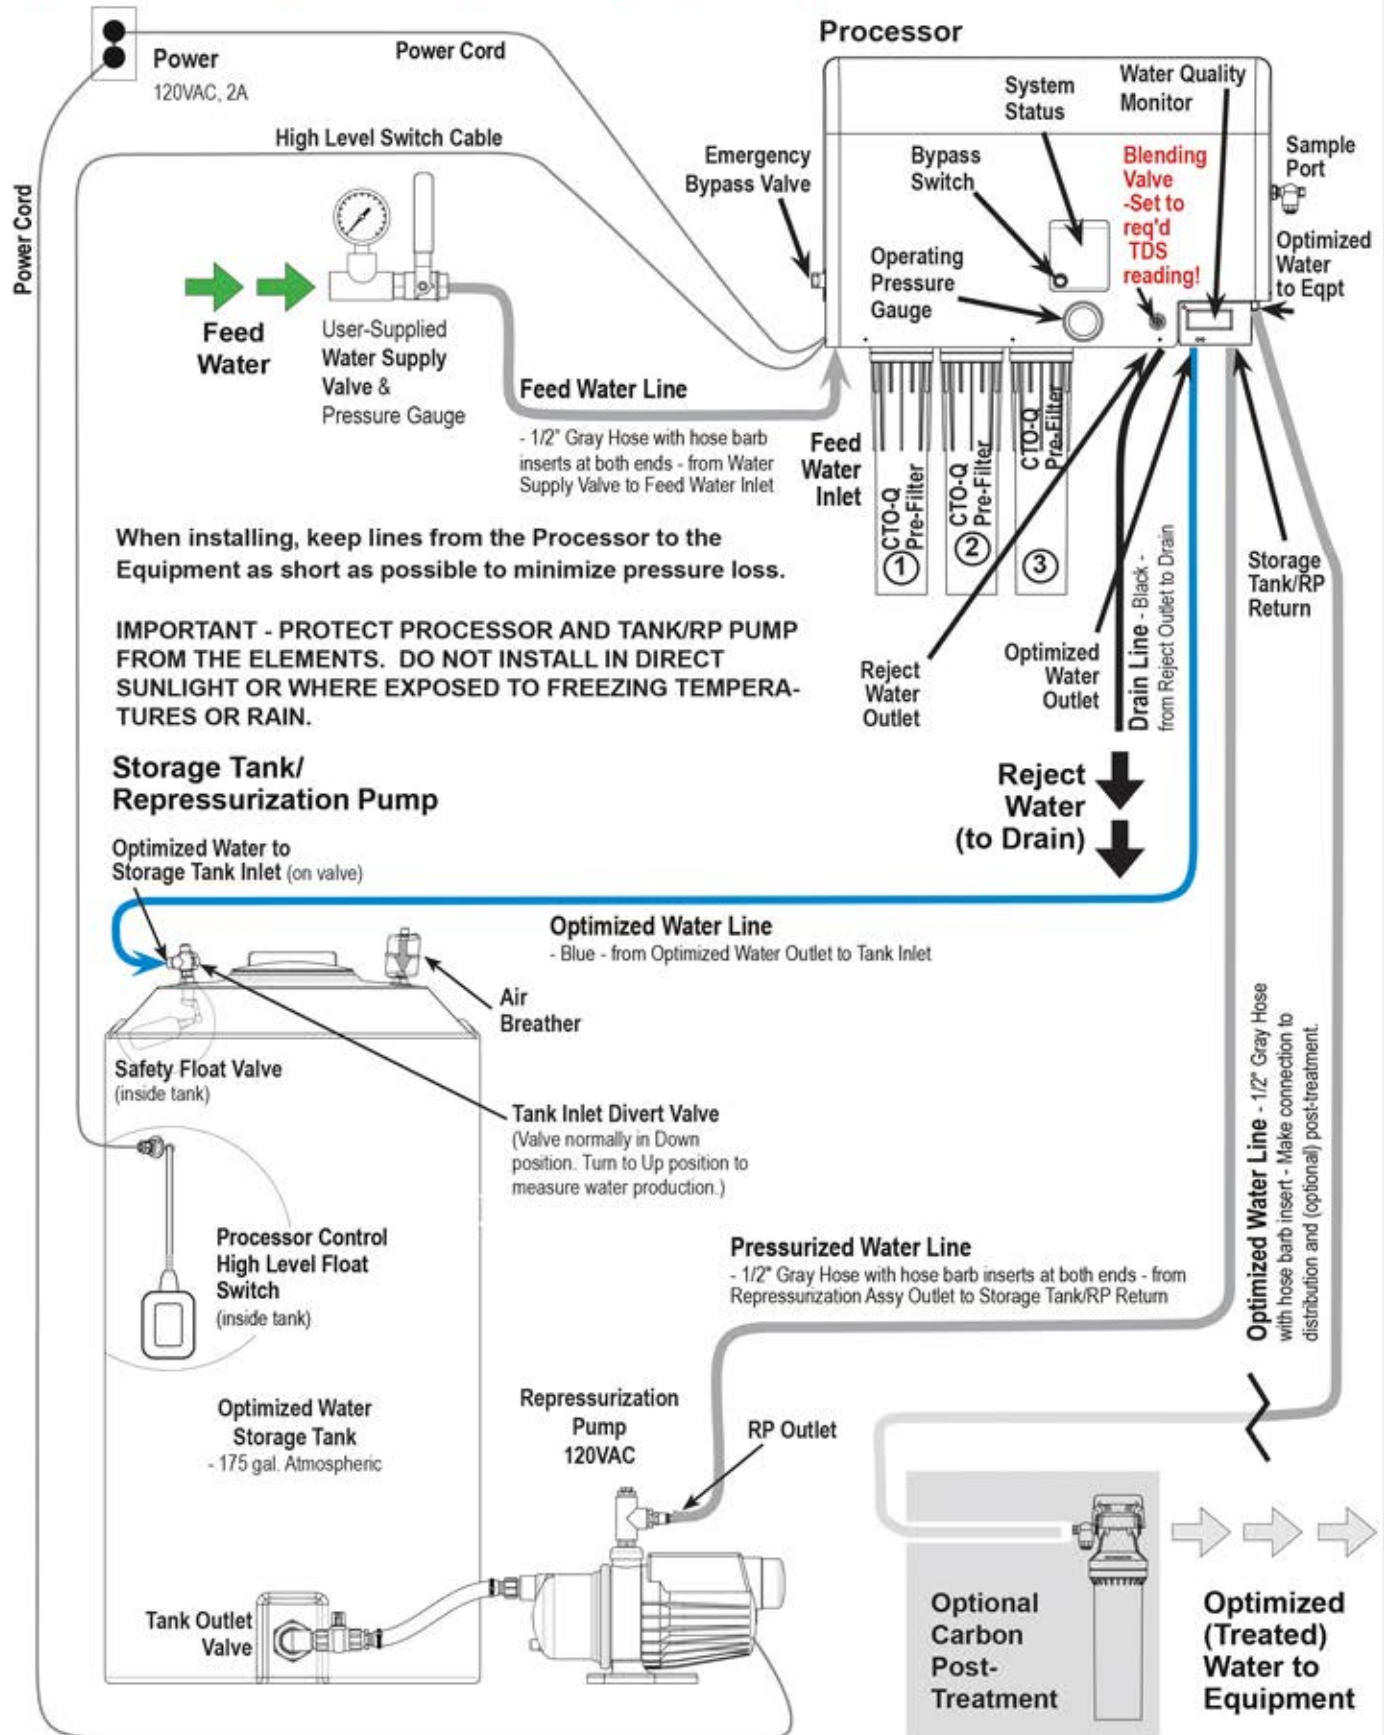 Processor
Power
120VAC, 2A
Power Cord
High Level Switch Cable
Power Cord
Emergency
Bypass Valve
Bypass
Switch
System
Status
Water Quality
Monitor
Blending
Valve
-Set to
req'd
TDS
reading!
Sample
Port
Optimized
Water
to Eqpt
Operating
Pressure
Gauge
Feed
Water
User-Supplied
Water Supply
Valve &
Pressure Gauge
Feed Water Line
- 1/2" Gray Hose with hose barb
inserts at both ends - from Water
Supply Valve to Feed Water Inlet
Feed
Water
Inlet
CTO-Q
Pre-Filter
1
CTO-Q
Pre-Filter
2
CTO-Q
Pre-Filter
3
When installing, keep lines from the Processor to the
Equipment as short as possible to minimize pressure loss.
IMPORTANT - PROTECT PROCESSOR AND TANK/RP PUMP
FROM THE ELEMENTS. DO NOT INSTALL IN DIRECT
SUNLIGHT OR WHERE EXPOSED TO FREEZING TEMPERA-
TURES OR RAIN.
Reject
Water
Outlet
Optimized
Water
Outlet
Drain Line - Black -
from Reject Outlet to Drain
Storage
Tank/RP
Return
Reject
Water
(to Drain)
Storage Tank/
Repressurization Pump
Optimized Water to
Storage Tank Inlet (on valve)
Optimized Water Line
- Blue - from Optimized Water Outlet to Tank Inlet
Air
Breather
Safety Float Valve
(inside tank)
Tank Inlet Divert Valve
(Valve normally in Down
position. Turn to Up position to
measure water production.)
Processor Control
High Level Float
Switch
(inside tank)
Optimized Water Line - 1/2" Gray Hose
with hose barb insert - Make connection to
distribution and (optional) post-treatment.
Pressurized Water Line
- 1/2" Gray Hose with hose barb inserts at both ends - from
Repressurization Assy Outlet to Storage Tank/RP Return
Optimized Water
Storage Tank
- 175 gal. Atmospheric
Repressurization
Pump
120VAC
RP Outlet
Tank Outlet
Valve
Optional
Carbon
Post-
Treatment
Optimized
(Treated)
Water to
Equipment